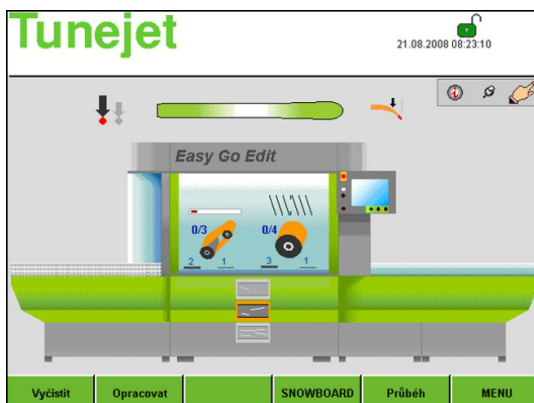 Tunejet
21.08.2008 08:23:10
Easy Go Edit
0/3
0/4
2
1
3
1
Vyčistit
Opracovat
SNOWBOARD
Průběh
MENU